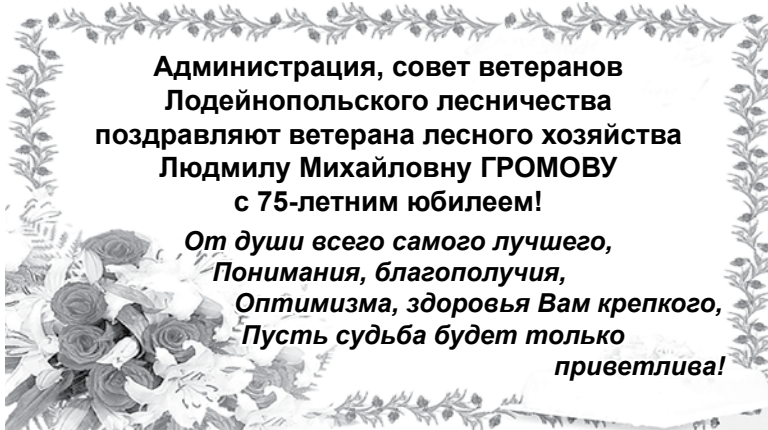 Администрация, совет ветеранов
Лодейнопольского лесничества
поздравляют ветерана лесного хозяйства
Людмилу Михайловну ГРОМОВУ
с 75-летним юбилеем!
От души всего самого лучшего,
Понимания, благополучия,
Оптимизма, здоровья Вам крепкого,
Пусть судьба будет только
приветлива!